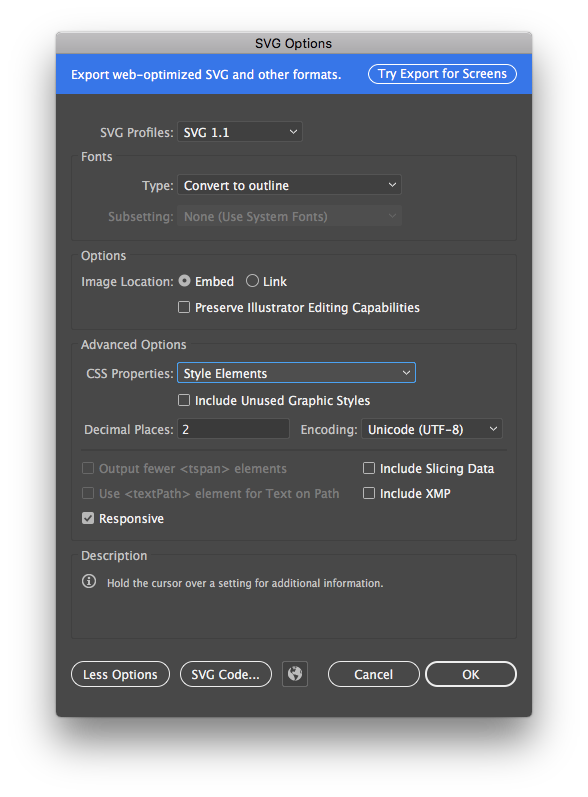 SVG Options
Export web-optimized SVG and other formats. Try Export for Screens
SVG Profiles: SVG 1.1
Fonts
Type: Convert to outline
Subsetting: None (Use System Fonts)
Options
Image Location: Embed Link
Preserve Illustrator Editing Capabilities
Advanced Options
CSS Properties: Style Elements
Include Unused Graphic Styles
Decimal Places: 2 Encoding: Unicode (UTF-8)
Output fewer <tspan> elements Include Slicing Data
Use <textPath> element for Text on Path Include XMP
Responsive
Description
Hold the cursor over a setting for additional information.
Less Options SVG Code... Cancel OK